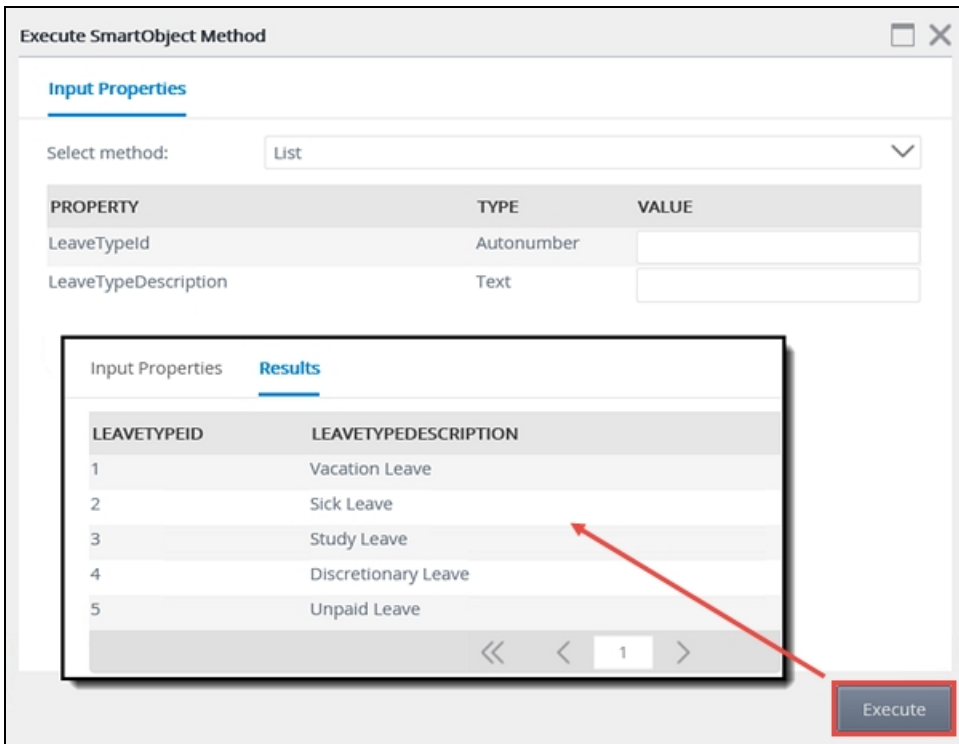 Execute SmartObject Method
Input Properties
Select method: List
PROPERTY TYPE VALUE
LeaveTypeId Autonumber
LeaveTypeDescription Text
Input Properties Results
LEAVETYPEID LEAVETYPEDESCRIPTION
1 Vacation Leave
2 Sick Leave
3 Study Leave
4 Discretionary Leave
5 Unpaid Leave
1
Execute